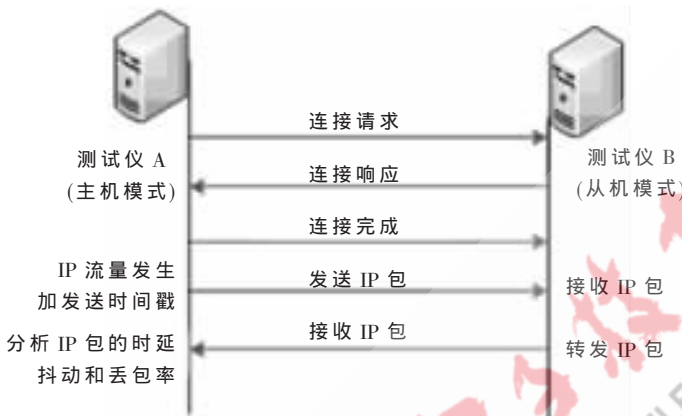 连接请求
测试仪 A
(主机模式)
测试仪 B
(从机模式)
连接响应
连接完成
IP 流量发生
加发送时间戳
发送 IP 包
接收 IP 包
分析 IP 包的时延
抖动和丢包率
接收 IP 包
转发 IP 包